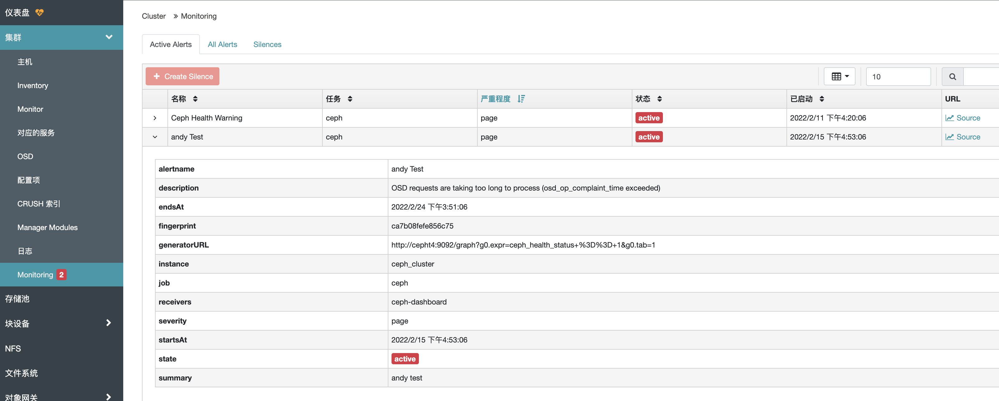 仪表盘
集群
主机
Inventory
Monitor
对应的服务
OSD
配置项
CRUSH 索引
Manager Modules
日志
Monitoring 2
存储池
块设备
NFS
文件系统
对象网关
Cluster » Monitoring
Active Alerts All Alerts Silences
+ Create Silence 10
名称 任务 严重程度 状态 已启动 URL
Ceph Health Warning ceph page active 2022/2/11 下午4:20:06 Source
andy Test ceph page active 2022/2/15 下午4:53:06 Source
alertname andy Test
description OSD requests are taking too long to process (osd_op_complaint_time exceeded)
endsAt 2022/2/24 下午3:51:06
fingerprint ca7b08fefe856c75
generatorURL http://cepht4:9092/graph?g0.expr=ceph_health_status+%3D%3D+1&g0.tab=1
instance ceph_cluster
job ceph
receivers ceph-dashboard
severity page
startsAt 2022/2/15 下午4:53:06
state active
summary andy test